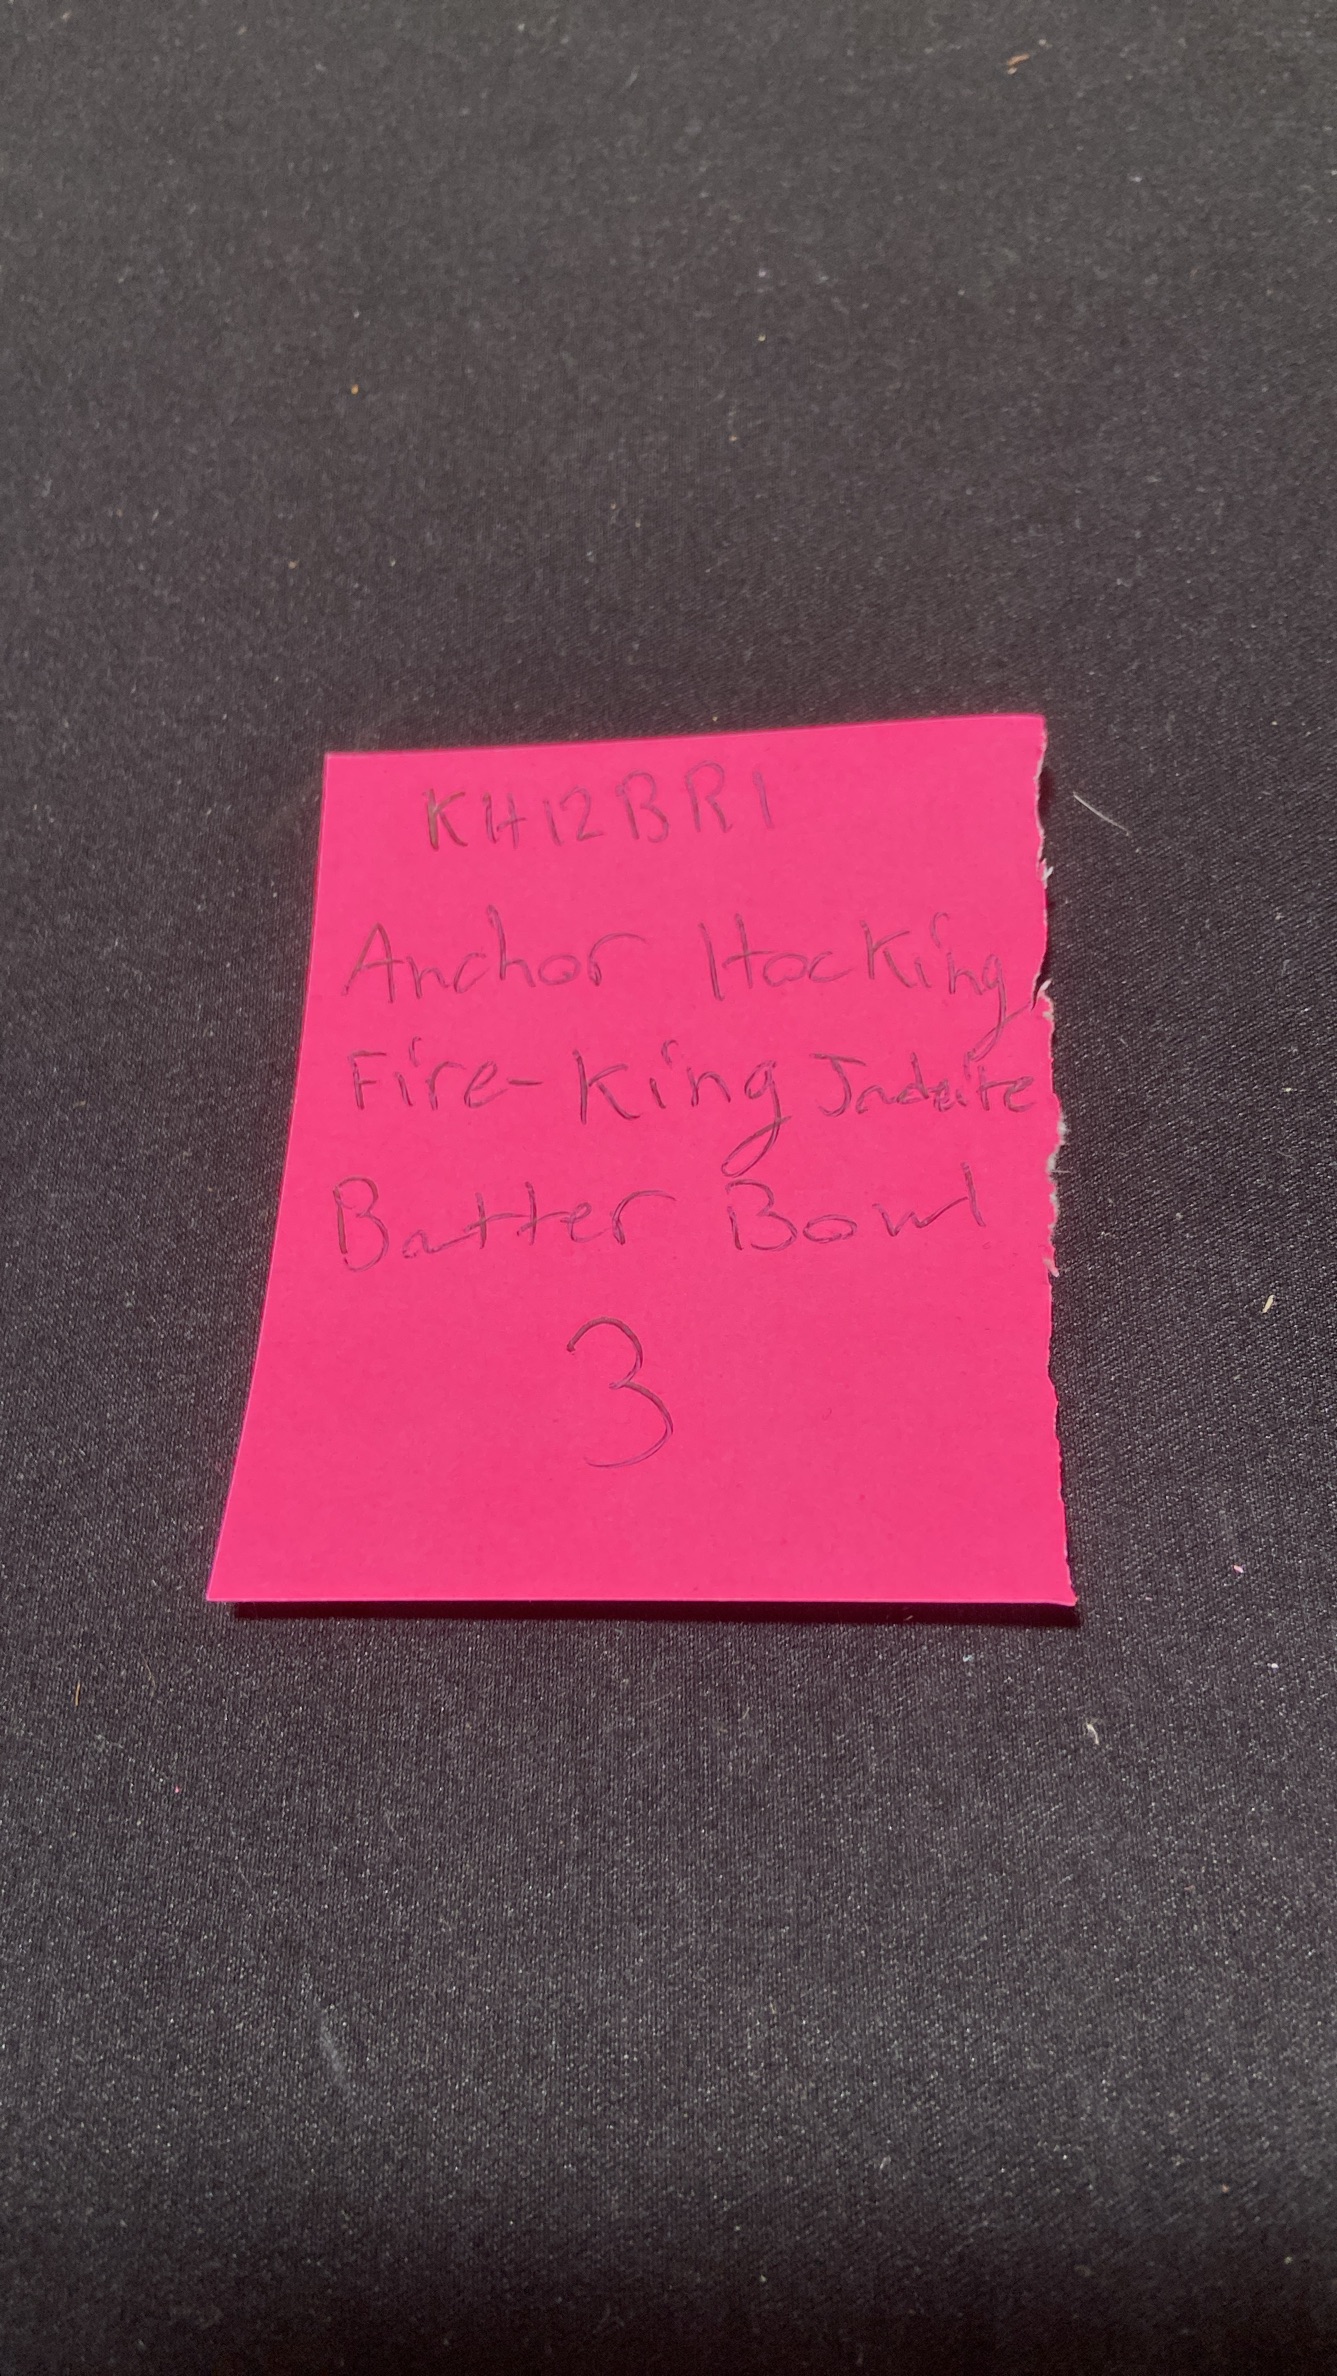 KH12BR1
Anchor Hocking
Fire-King Jadeite
Batter Bowl
3